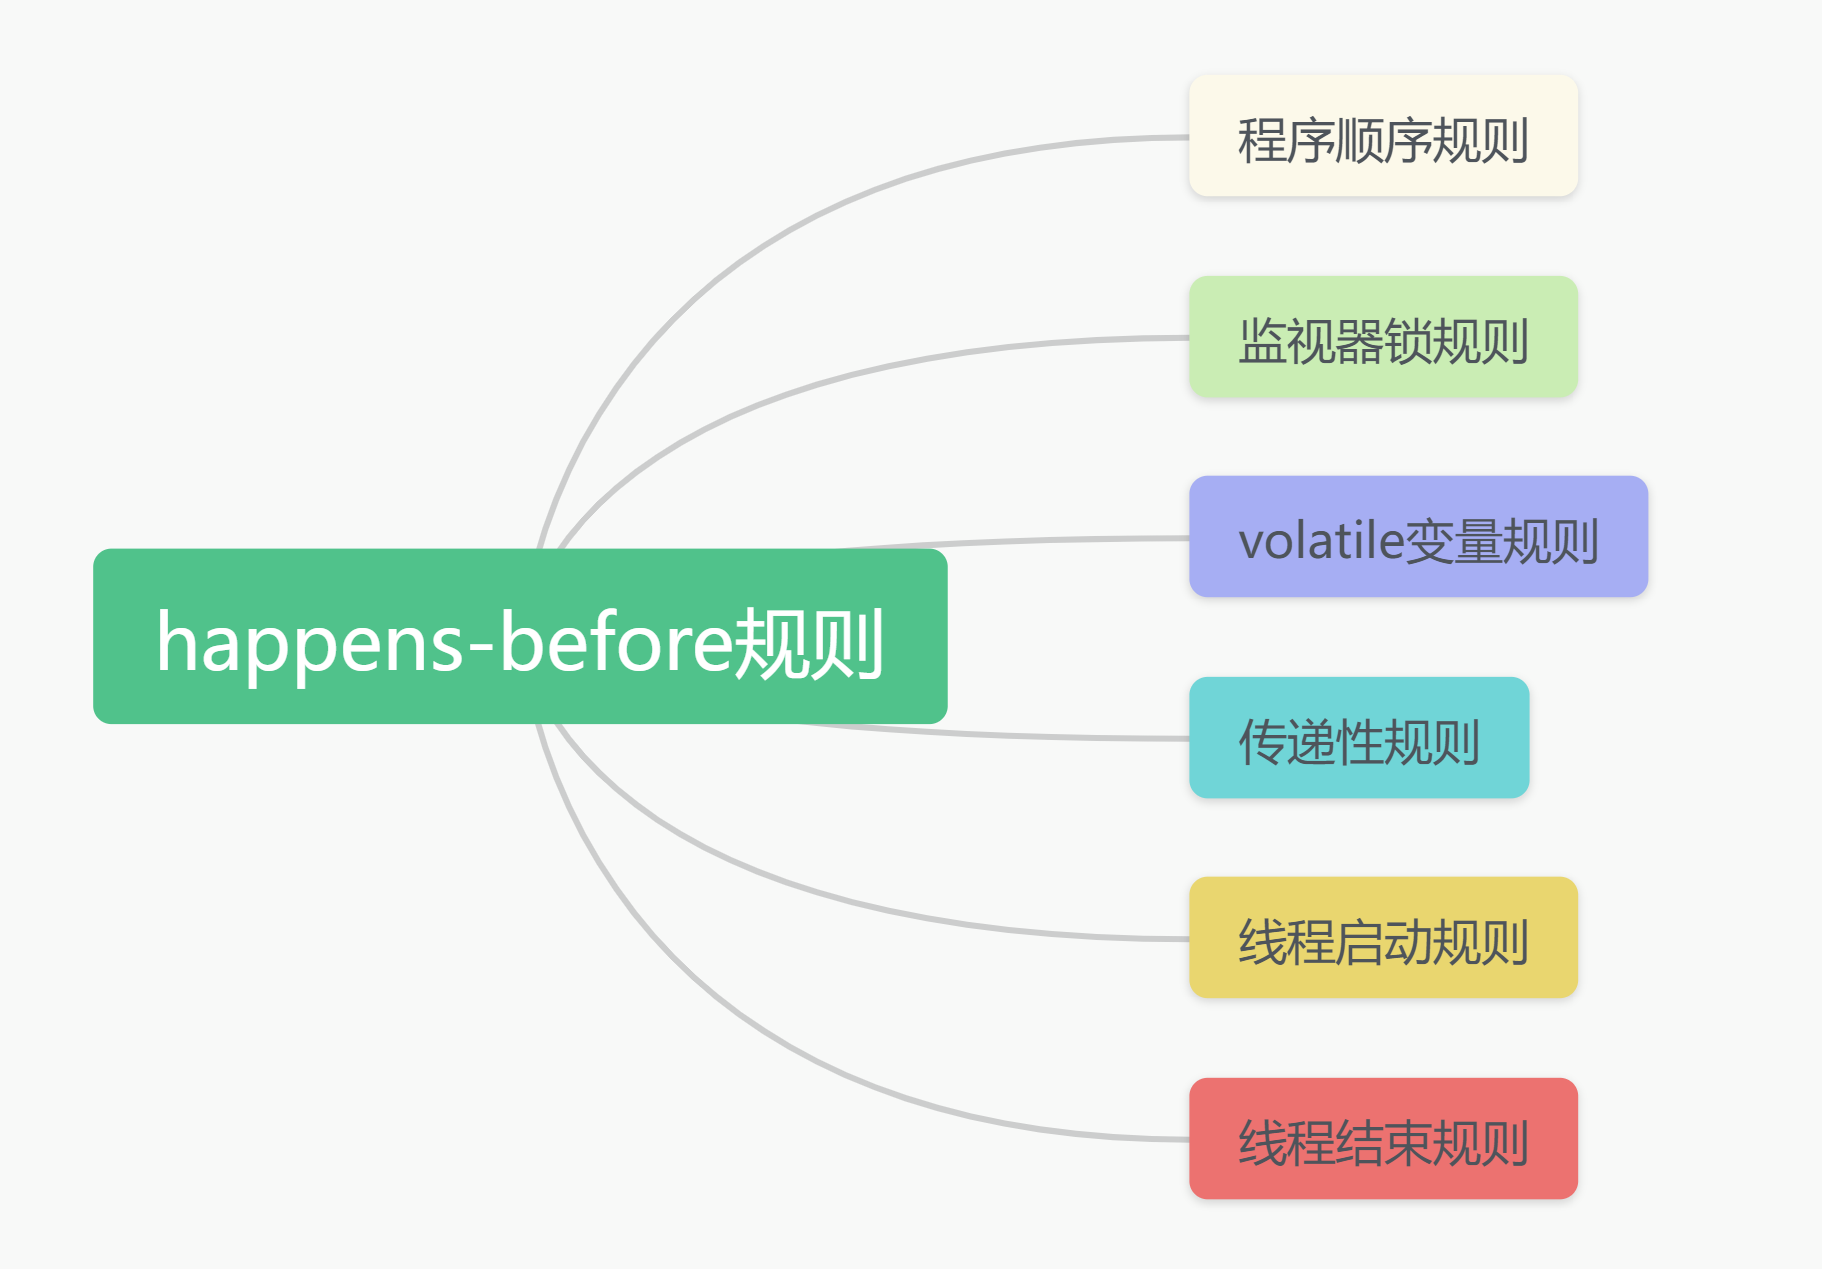 happens-before规则
程序顺序规则
监视器锁规则
volatile变量规则
传递性规则
线程启动规则
线程结束规则